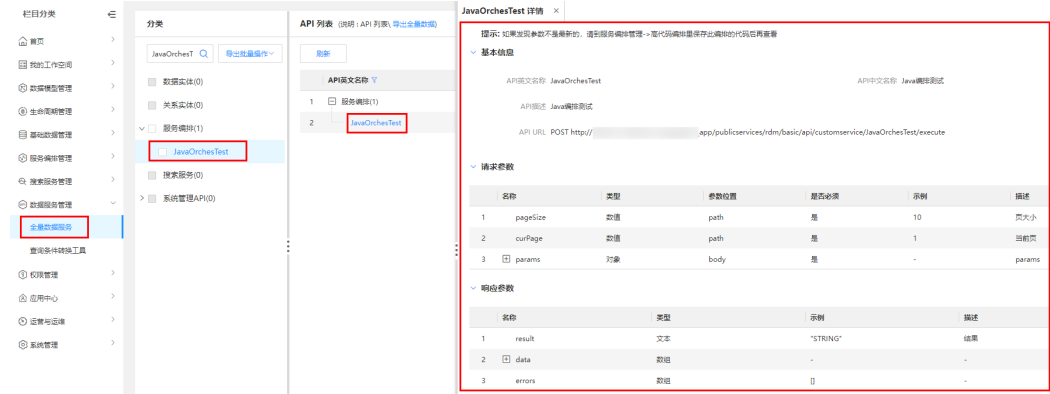 栏目分类
首页
我的工作空间
数据模型管理
生命周期管理
基础数据管理
服务编排管理
搜索服务管理
数据服务管理
全量数据服务
查询条件转换工具
权限管理
应用中心
运营与运维
系统管理
分类
JavaOrchesT 导出批量操作
数据实体(0)
关系实体(0)
服务编排(1)
JavaOrchesTest
搜索服务(0)
系统管理API(0)
API 列表 (说明 : API 列表\ 导出全量数据)
刷新
API英文名称
1 服务编排(1)
2 JavaOrchesTest
JavaOrchesTest 详情 ×
提示: 如果发现参数不是最新的，请到服务编排管理->高代码编排里保存此编排的代码后再查看
基本信息
API英文名称 JavaOrchesTest API中文名称 Java编排测试
API描述 Java编排测试
API URL POST http:// app/publicservices/rdm/basic/api/customservice/JavaOrchesTest/execute
请求参数
名称 类型 参数位置 是否必须 示例 描述
1 pageSize 数值 path 是 10 页大小
2 curPage 数值 path 是 1 当前页
3 params 对象 body 是 - params
响应参数
名称 类型 示例 描述
1 result 文本 "STRING" 结果
2 data 数组 - -
3 errors 数组 [] -